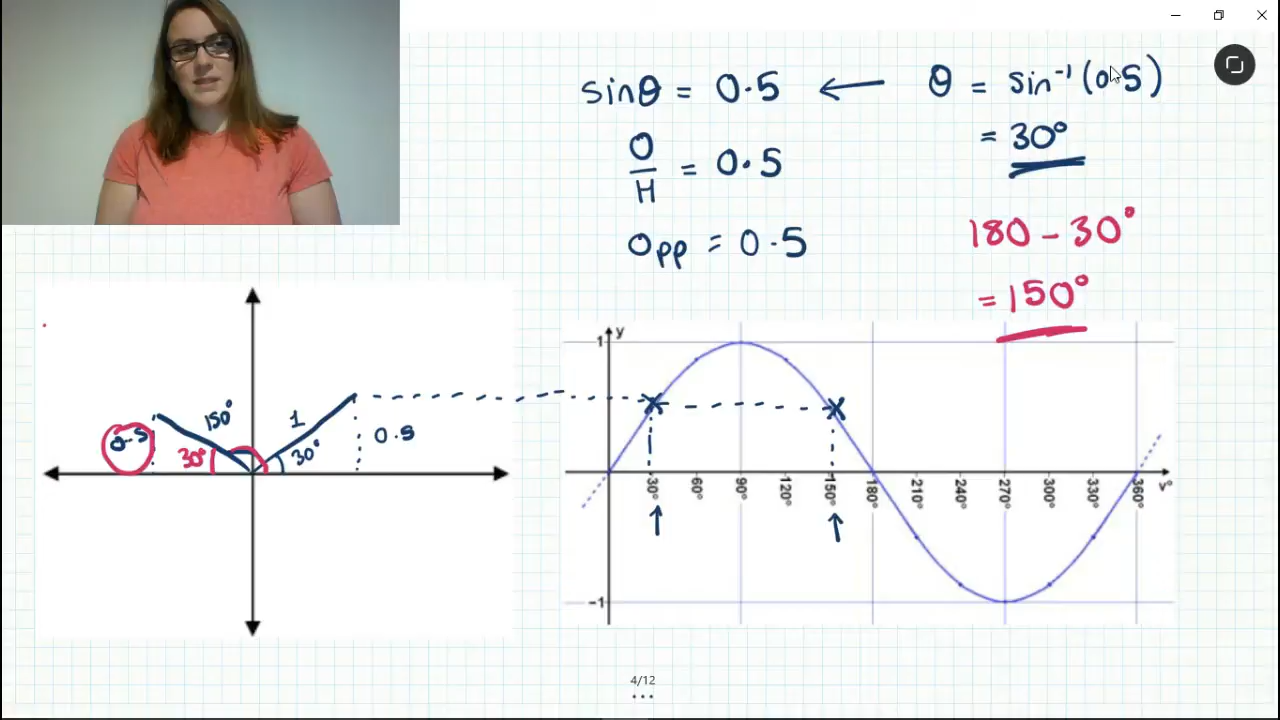 sinθ = 0.5 ← θ = sin⁻¹(0.5)
= 30°
O/H = 0.5
180 - 30°
Opp = 0.5
= 150°
1
y
150°
1
0.5
0.5
30°
30°
30° 60° 90° 120° 150° 180° 210° 240° 270° 300° 330° 360°
x°
-1
4/12